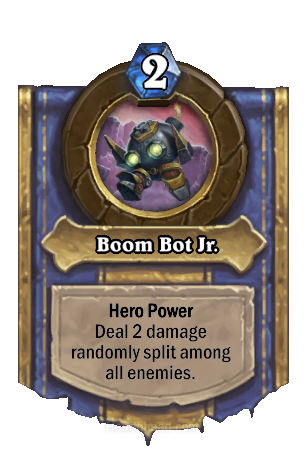 2
Boom Bot Jr.
Hero Power
Deal 2 damage
randomly split among
all enemies.